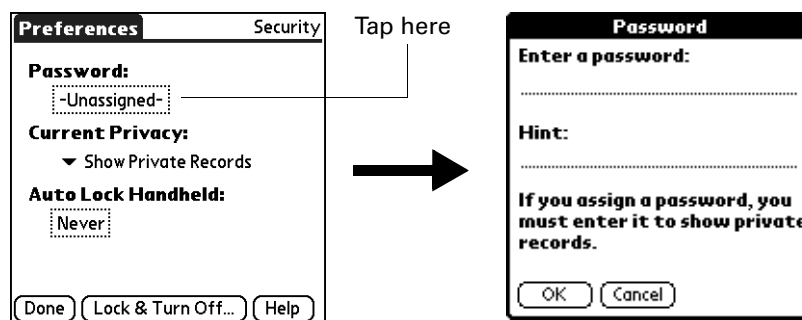 Preferences Security
Password:
-Unassigned-
Current Privacy:
Show Private Records
Auto Lock Handheld:
Never
Done Lock & Turn Off... Help
Tap here
Password
Enter a password:
Hint:
If you assign a password, you
must enter it to show private
records.
OK Cancel